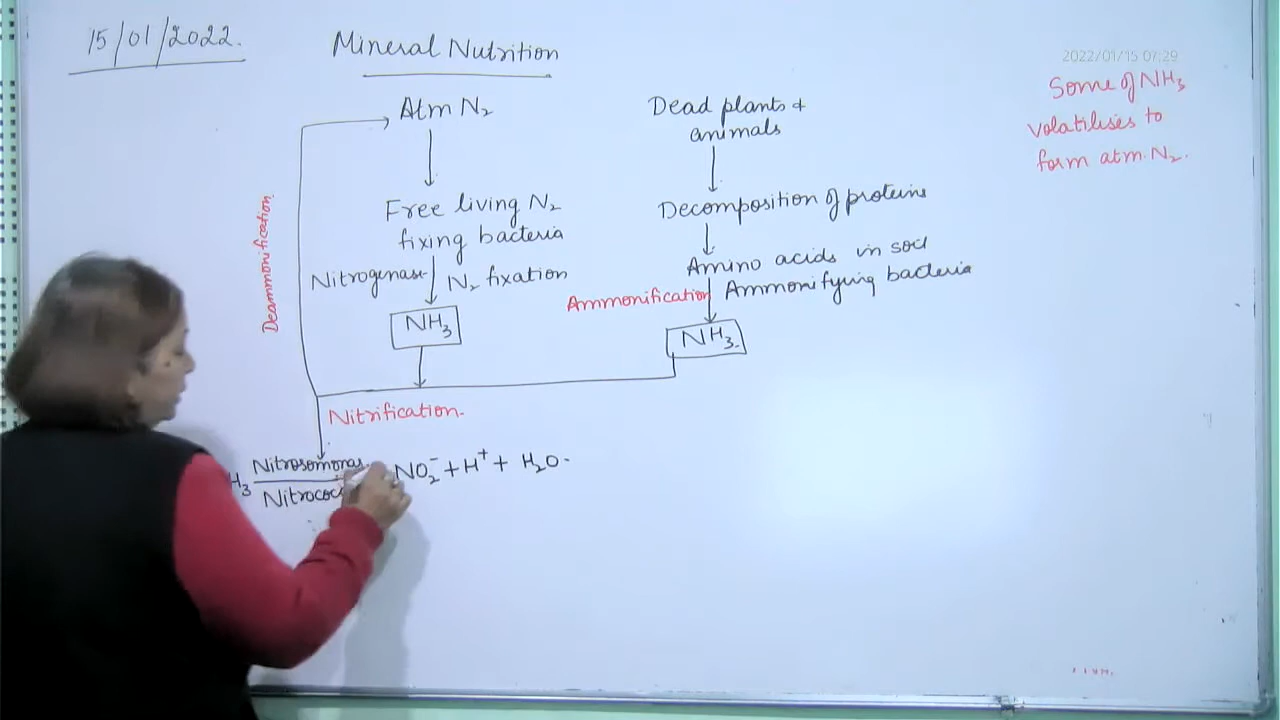 15/01/2022.
Mineral Nutrition
2022/01/15 07:29
Some of NH3
volatilises to
form atm. N2.
Atm N2
Free living N2
fixing bacteria
Nitrogenase N2 fixation
NH3
Deammonification
Dead plants +
animals
Decomposition of proteins
Amino acids in soil
Ammonification Ammonifying bacteria
NH3.
Nitrification.
H3 Nitrosomonas NO2- + H+ + H2O.